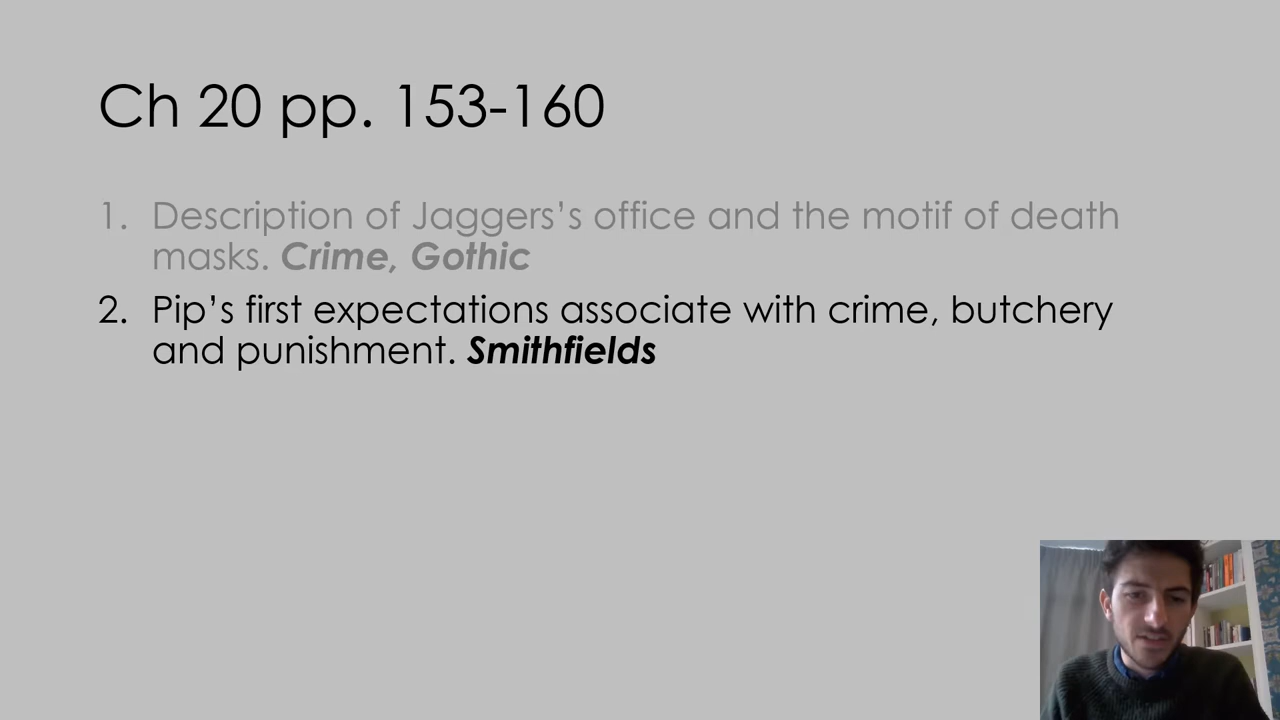 Ch 20 pp. 153-160
1. Description of Jaggers’s office and the motif of death
masks. Crime, Gothic
2. Pip’s first expectations associate with crime, butchery
and punishment. Smithfields